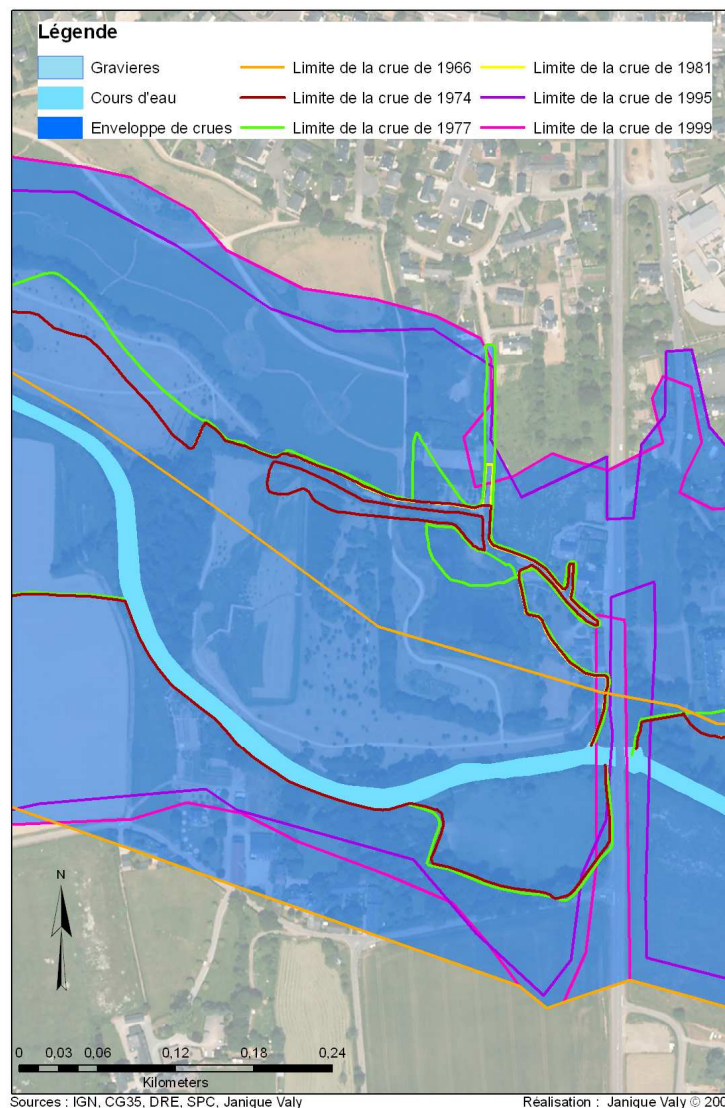 Légende
Gravieres Limite de la crue de 1966 Limite de la crue de 1981
Cours d'eau Limite de la crue de 1974 Limite de la crue de 1995
Enveloppe de crues Limite de la crue de 1977 Limite de la crue de 1999
N
0 0,03 0,06 0,12 0,18 0,24
Kilometers
Sources : IGN, CG35, DRE, SPC, Janique Valy Réalisation : Janique Valy ©